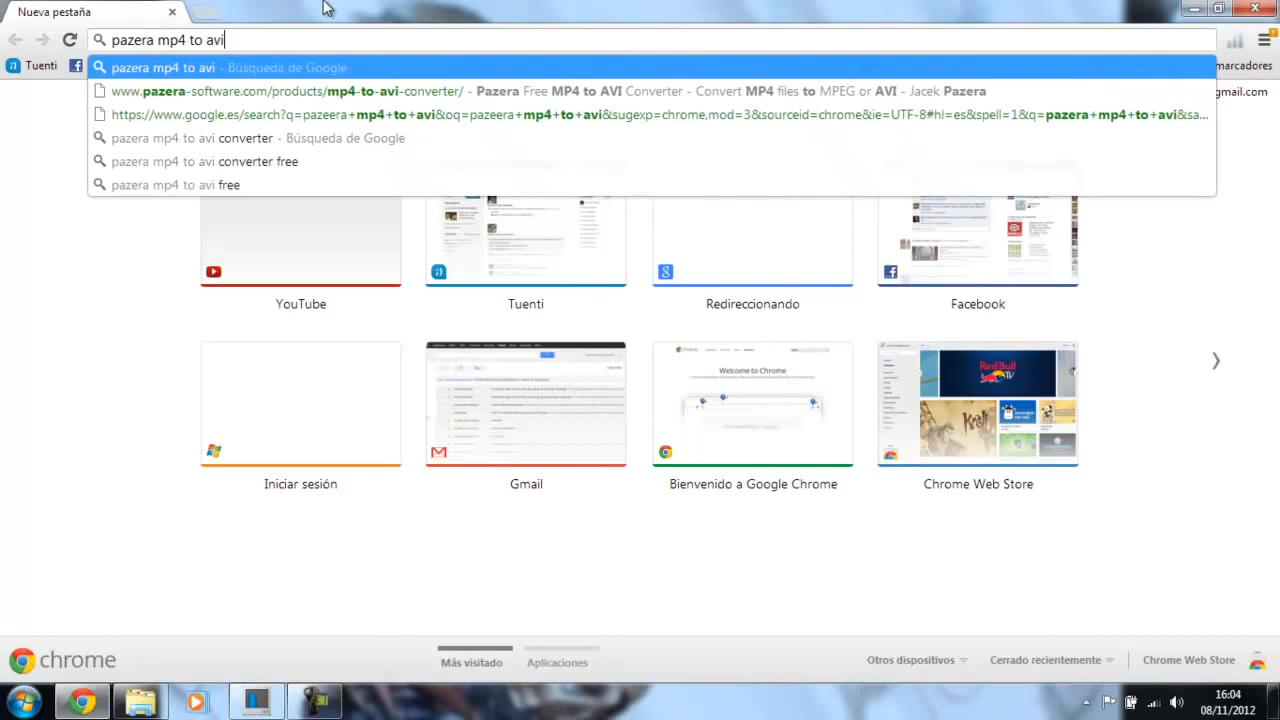 Nueva pestaña
pazera mp4 to avi
Tuenti
marcadores
pazera mp4 to avi - Búsqueda de Google
www.pazera-software.com/products/mp4-to-avi-converter/ - Pazera Free MP4 to AVI Converter - Convert MP4 files to MPEG or AVI - Jacek Pazera
gmail.com
https://www.google.es/search?q=pazeera+mp4+to+avi&oq=pazeera+mp4+to+avi&sugexp=chrome,mod=3&sourceid=chrome&ie=UTF-8#hl=es&spell=1&q=pazera+mp4+to+avi&sa...
pazera mp4 to avi converter - Búsqueda de Google
pazera mp4 to avi converter free
pazera mp4 to avi free
YouTube
Tuenti
Redireccionando
Facebook
Welcome to Chrome
Red Bull
Iniciar sesión
Gmail
Bienvenido a Google Chrome
Chrome Web Store
chrome
Más visitado
Aplicaciones
Otros dispositivos
Cerrado recientemente
Chrome Web Store
16:04
08/11/2012